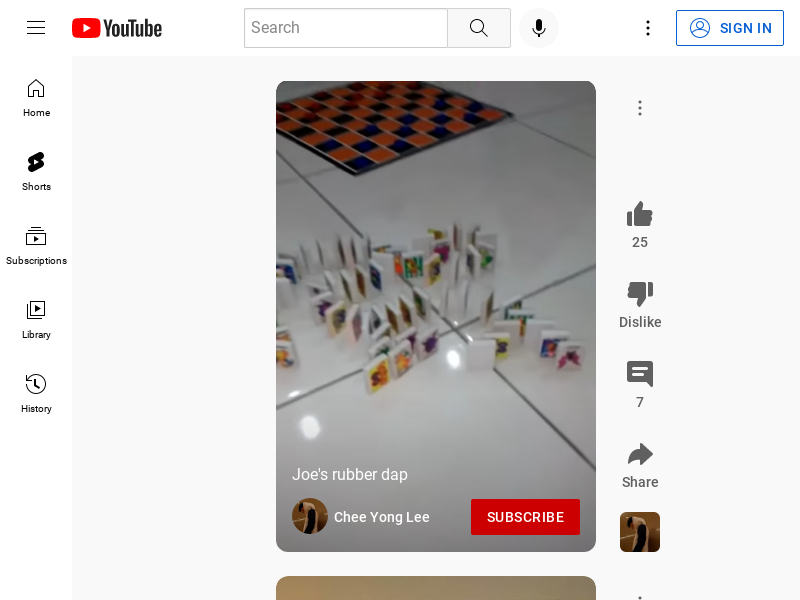 YouTube
Search
SIGN IN
Home
Shorts
Subscriptions
Library
History
25
Dislike
7
Share
Joe's rubber dap
Chee Yong Lee
SUBSCRIBE